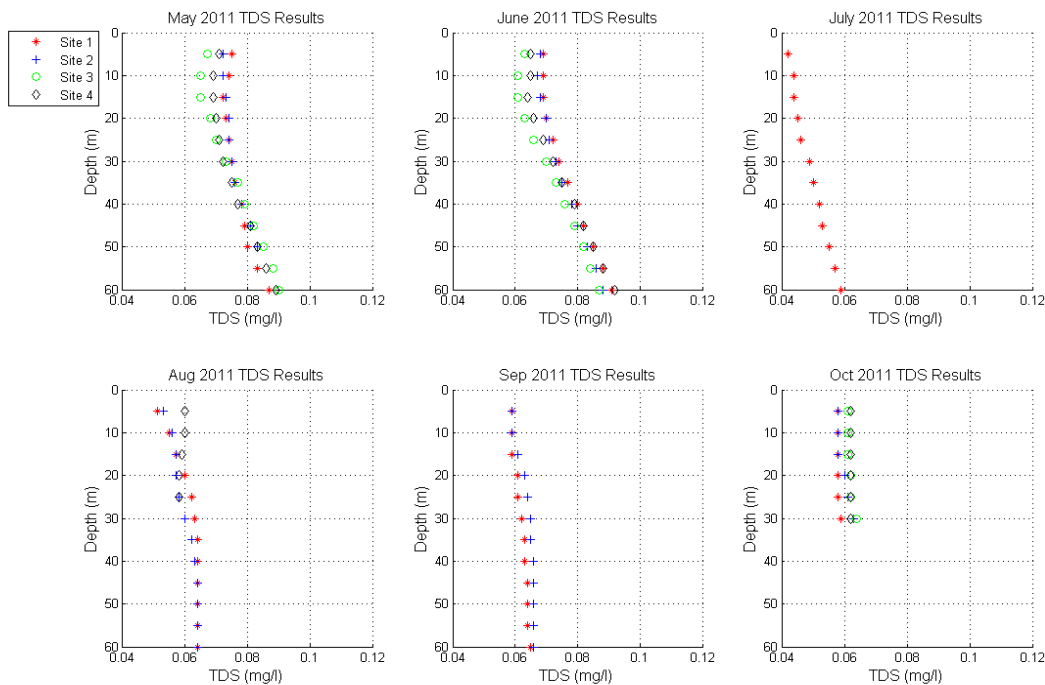 May 2011 TDS Results
June 2011 TDS Results
July 2011 TDS Results
Site 1
Site 2
Site 3
Site 4
0
10
20
30
40
50
60
Depth (m)
0.04 0.06 0.08 0.1 0.12
TDS (mg/l)
0
10
20
30
40
50
60
Depth (m)
0.04 0.06 0.08 0.1 0.12
TDS (mg/l)
0
10
20
30
40
50
60
Depth (m)
0.04 0.06 0.08 0.1 0.12
TDS (mg/l)
Aug 2011 TDS Results
0
10
20
30
40
50
60
Depth (m)
0.04 0.06 0.08 0.1 0.12
TDS (mg/l)
Sep 2011 TDS Results
0
10
20
30
40
50
60
Depth (m)
0.04 0.06 0.08 0.1 0.12
TDS (mg/l)
Oct 2011 TDS Results
0
10
20
30
40
50
60
Depth (m)
0.04 0.06 0.08 0.1 0.12
TDS (mg/l)